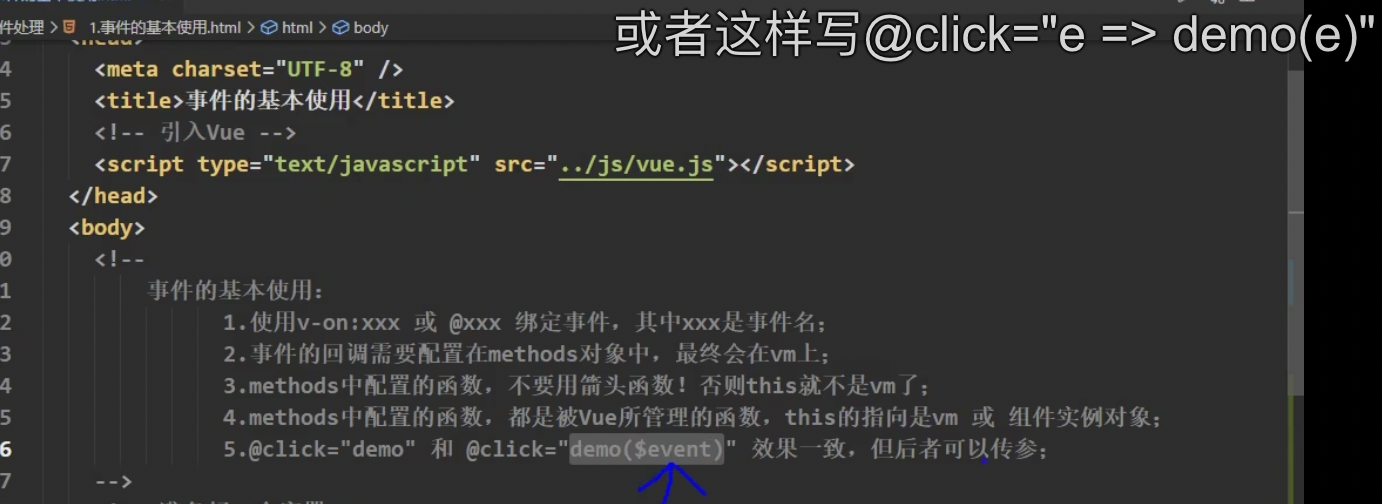 件处理 > 1.事件的基本使用.html > html > body
或者这样写@click="e => demo(e)"
4 <meta charset="UTF-8" />
5 <title>事件的基本使用</title>
6 <!-- 引入Vue -->
7 <script type="text/javascript" src="../js/vue.js"></script>
8 </head>
9 <body>
0 <!--
1 事件的基本使用：
2 1.使用v-on:xxx 或 @xxx 绑定事件，其中xxx是事件名；
3 2.事件的回调需要配置在methods对象中，最终会在vm上；
4 3.methods中配置的函数，不要用箭头函数！否则this就不是vm了；
5 4.methods中配置的函数，都是被Vue所管理的函数，this的指向是vm 或 组件实例对象；
6 5.@click="demo" 和 @click="demo($event)" 效果一致，但后者可以传参；
7 -->